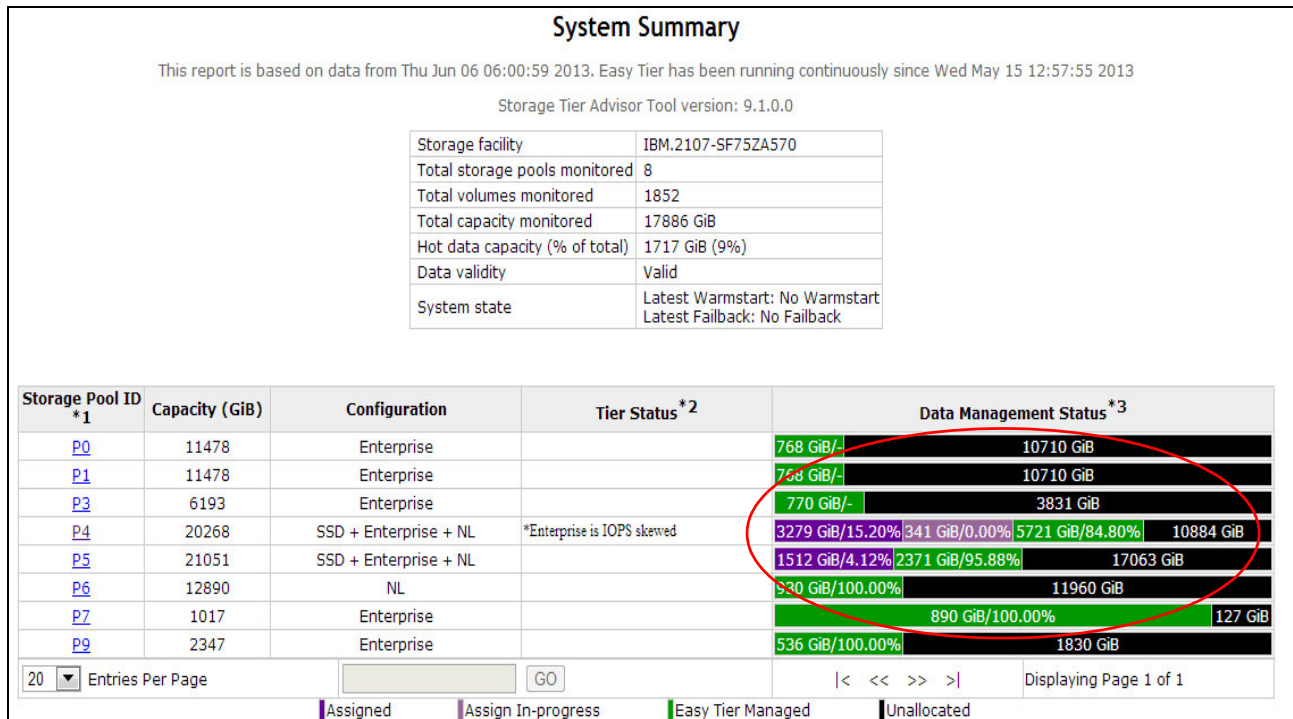 System Summary
This report is based on data from Thu Jun 06 06:00:59 2013. Easy Tier has been running continuously since Wed May 15 12:57:55 2013
Storage Tier Advisor Tool version: 9.1.0.0
Storage facility IBM.2107-SF75ZA570
Total storage pools monitored 8
Total volumes monitored 1852
Total capacity monitored 17886 GiB
Hot data capacity (% of total) 1717 GiB (9%)
Data validity Valid
System state Latest Warmstart: No Warmstart
Latest Failback: No Failback
Storage Pool ID *1 Capacity (GiB) Configuration Tier Status*2 Data Management Status*3
P0 11478 Enterprise 768 GiB/- 10710 GiB
P1 11478 Enterprise 768 GiB/- 10710 GiB
P3 6193 Enterprise 770 GiB/- 3831 GiB
P4 20268 SSD + Enterprise + NL *Enterprise is IOPS skewed 3279 GiB/15.20% 341 GiB/0.00% 5721 GiB/84.80% 10884 GiB
P5 21051 SSD + Enterprise + NL 1512 GiB/4.12% 2371 GiB/95.88% 17063 GiB
P6 12890 NL 930 GiB/100.00% 11960 GiB
P7 1017 Enterprise 890 GiB/100.00% 127 GiB
P9 2347 Enterprise 536 GiB/100.00% 1830 GiB
20 Entries Per Page GO |< << >> >| Displaying Page 1 of 1
Assigned Assign In-progress Easy Tier Managed Unallocated